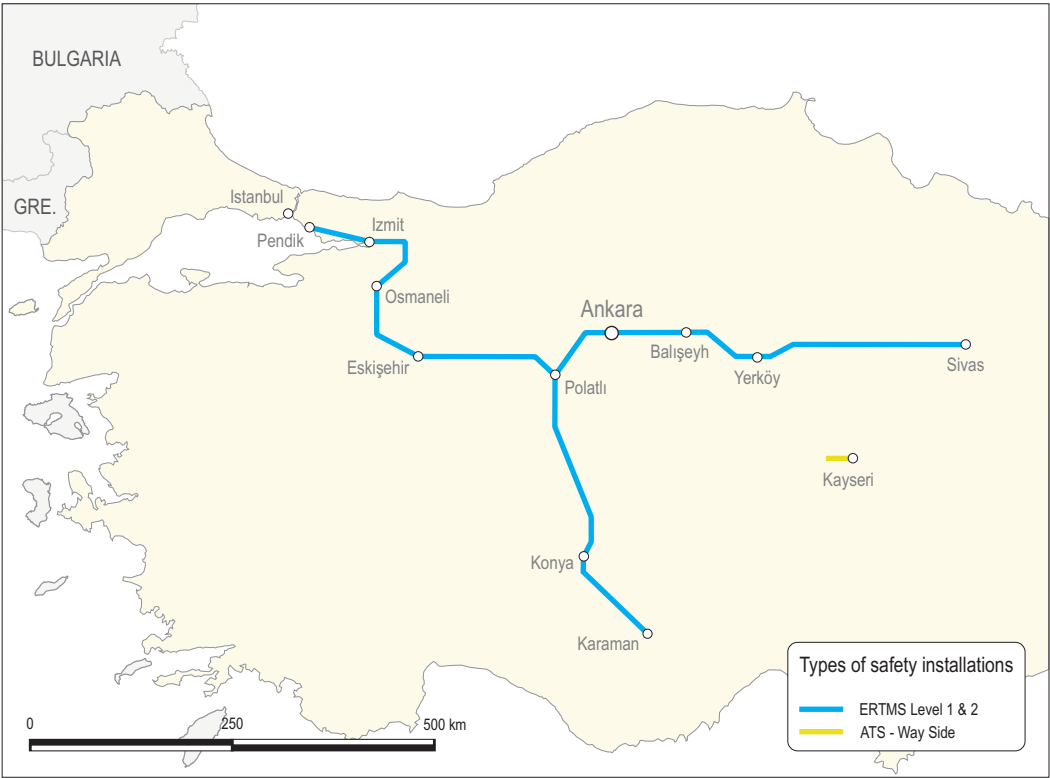 BULGARIA
GRE.
Istanbul
Pendik
Izmit
Osmaneli
Eskişehir
Ankara
Balışeyh
Yerköy
Sivas
Polatlı
Kayseri
Konya
Karaman
Types of safety installations
ERTMS Level 1 & 2
ATS - Way Side
0 250 500 km